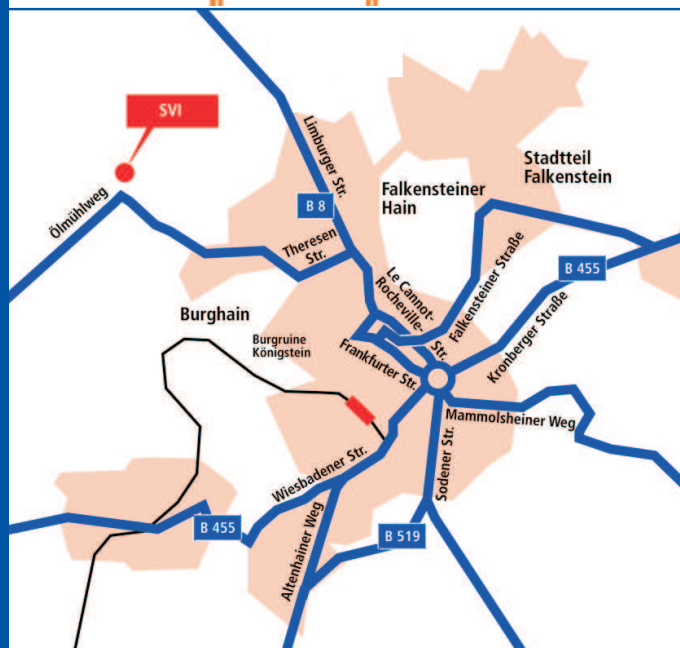 SVI
Ölmühlweg
Limburger Str.
B 8
Theresen
Str.
Stadtteil
Falkenstein
Falkensteiner
Hain
Le Cannot-
Rocheville-
Str.
Falkensteiner Straße
B 455
Kronberger Straße
Burghain
Burgruine
Königstein
Frankfurter Str.
Mammolsheiner Weg
Wiesbadener Str.
Sodener Str.
B 455
Altenhainer Weg
B 519